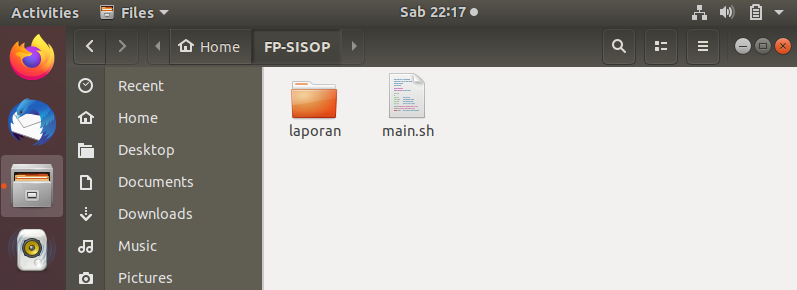 Activities Files Sab 22:17
Home FP-SISOP
Recent
Home
Desktop
Documents
Downloads
Music
Pictures
laporan main.sh